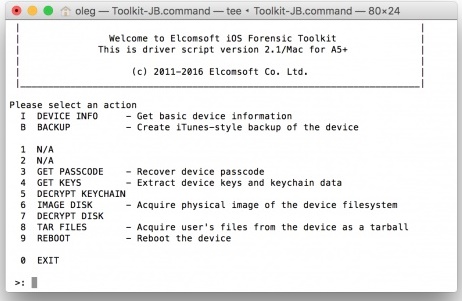 oleg — Toolkit-JB.command — tee • Toolkit-JB.command — 80×24
Welcome to Elcomsoft iOS Forensic Toolkit
This is driver script version 2.1/Mac for A5+
(c) 2011-2016 Elcomsoft Co. Ltd.
Please select an action
I DEVICE INFO - Get basic device information
B BACKUP - Create iTunes-style backup of the device
1 N/A
2 N/A
3 GET PASSCODE - Recover device passcode
4 GET KEYS - Extract device keys and keychain data
5 DECRYPT KEYCHAIN
6 IMAGE DISK - Acquire physical image of the device filesystem
7 DECRYPT DISK
8 TAR FILES - Acquire user's files from the device as a tarball
9 REBOOT - Reboot the device
0 EXIT
>: